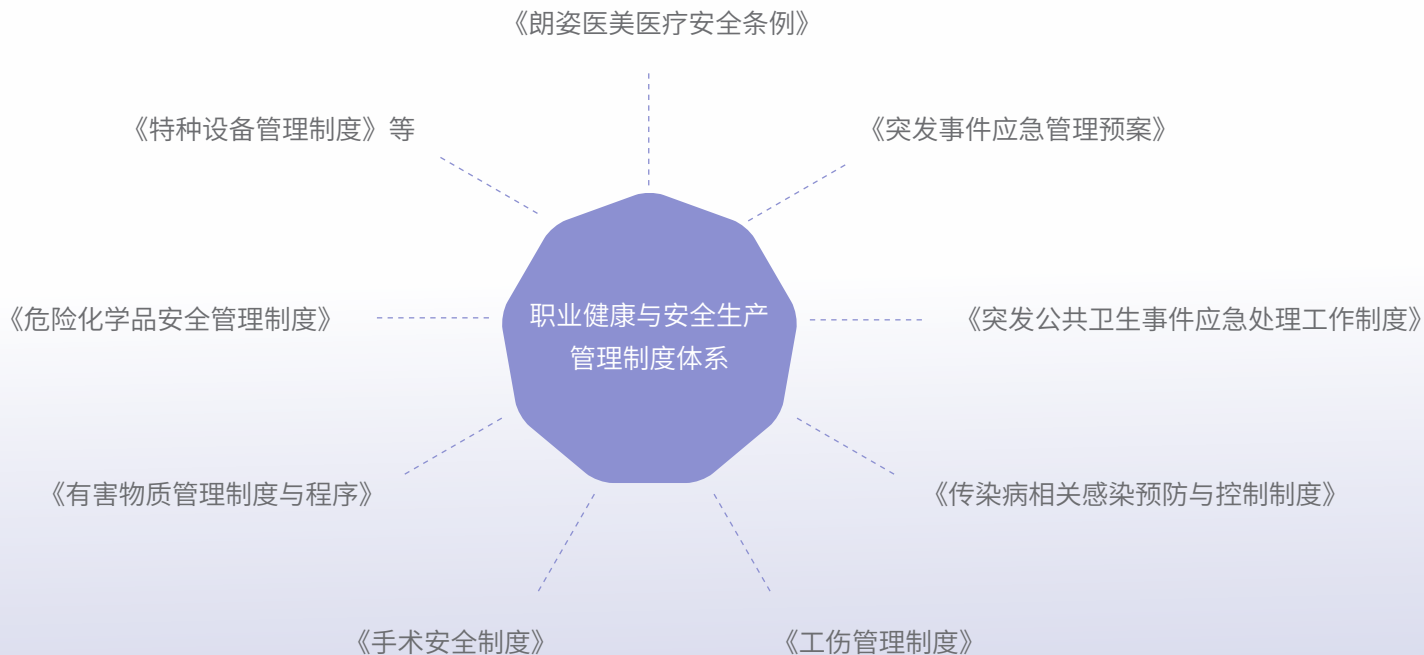 《朗姿医美医疗安全条例》
《特种设备管理制度》等
《突发事件应急管理预案》
职业健康与安全生产
管理制度体系
《危险化学品安全管理制度》
《突发公共卫生事件应急处理工作制度》
《有害物质管理制度与程序》
《传染病相关感染预防与控制制度》
《手术安全制度》
《工伤管理制度》